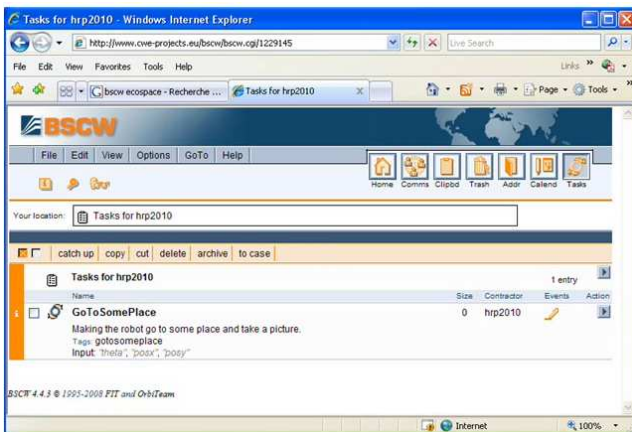 Tasks for hrp2010 - Windows Internet Explorer
http://www.cwe-projects.eu/bscw/bscw.cgi/1229145
Live Search
File Edit View Favorites Tools Help
Links »
bscw ecospace - Recherche ...
Tasks for hrp2010
Page
Tools
BSCW
File Edit View Options GoTo Help
Home Comms Clipbd Trash Addr Calend Tasks
Your location: Tasks for hrp2010
catch up copy cut delete archive to case
Tasks for hrp2010 1 entry
Name Size Contractor Events Action
GoToSomePlace 0 hrp2010
Making the robot go to some place and take a picture.
Tags: gotosomeplace
Input: "theta", "posx", "posy"
BSCW 4.4.3 © 1995-2008 FIT and OrbiTeam
Internet 100%